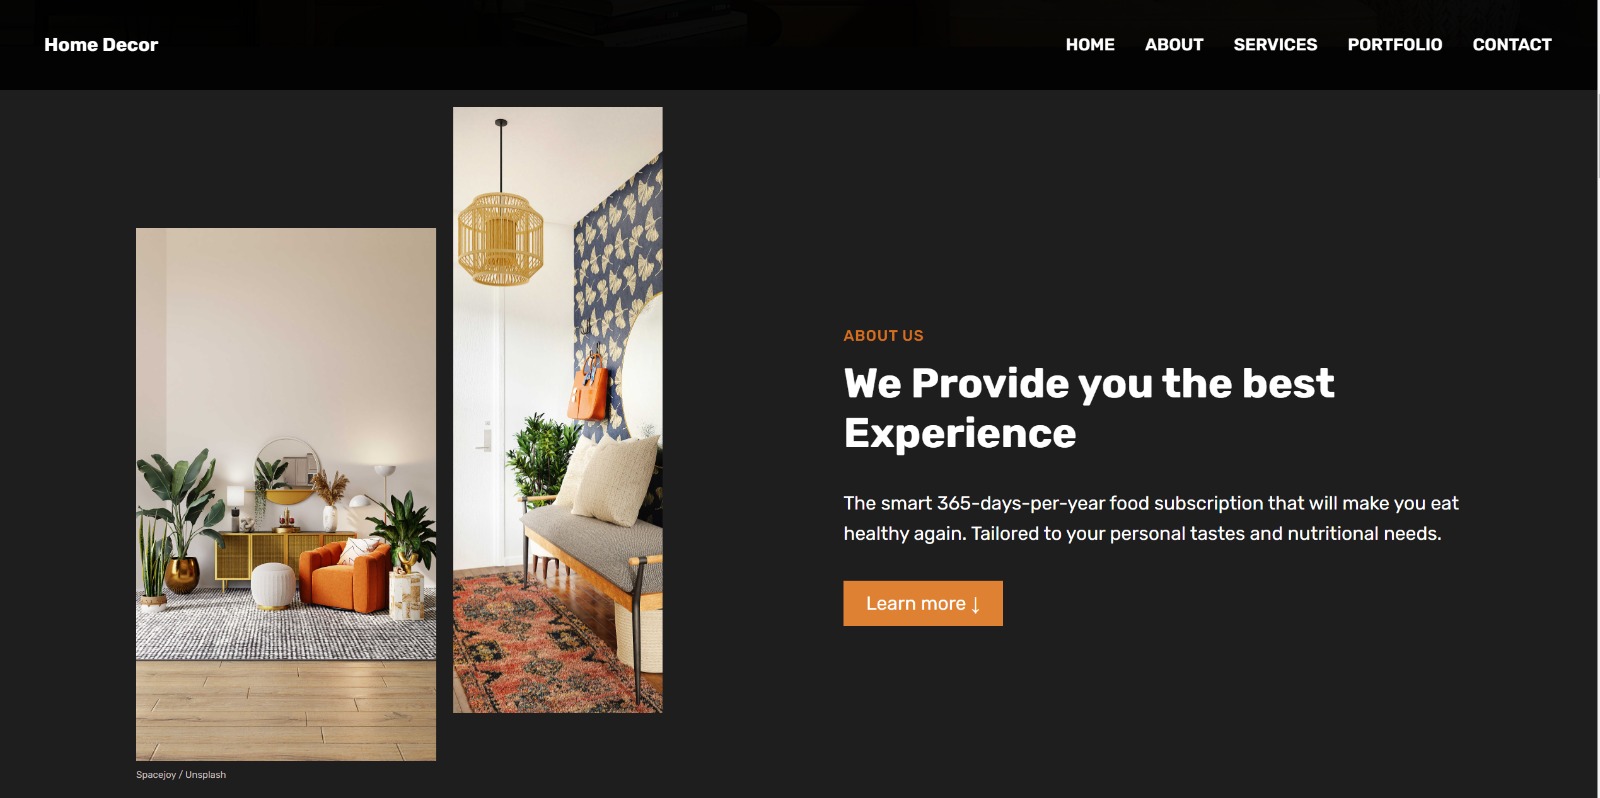 Home Decor
HOME ABOUT SERVICES PORTFOLIO CONTACT
ABOUT US
We Provide you the best
Experience
The smart 365-days-per-year food subscription that will make you eat
healthy again. Tailored to your personal tastes and nutritional needs.
Learn more ↓
Spacejoy / Unsplash